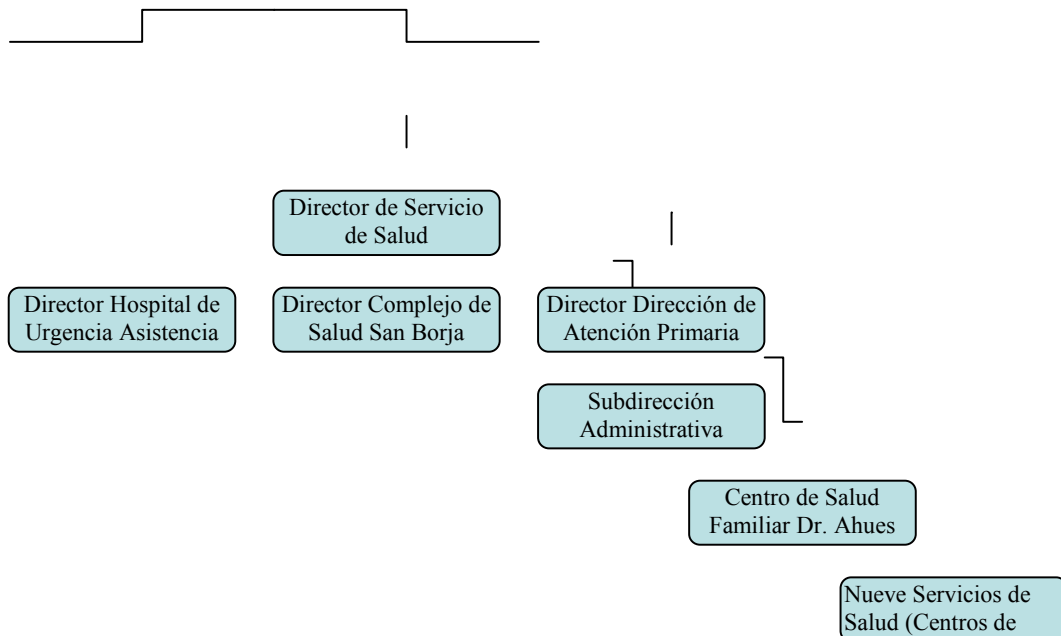 Director de Servicio
de Salud
Director Hospital de
Urgencia Asistencia
Director Complejo de
Salud San Borja
Director Dirección de
Atención Primaria
Subdirección
Administrativa
Centro de Salud
Familiar Dr. Ahues
Nueve Servicios de
Salud (Centros de